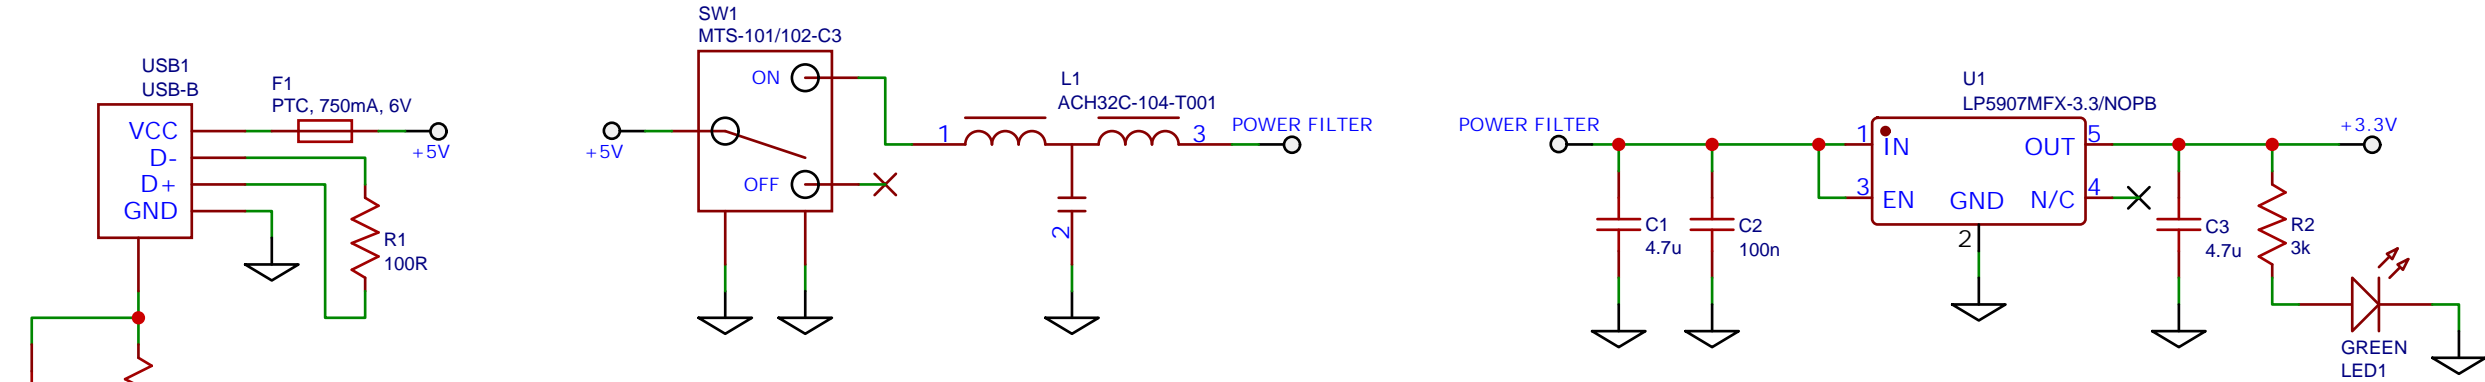 USB1
USB-B
VCC
D-
D+
GND
F1
PTC, 750mA, 6V
+5V
R1
100R
SW1
MTS-101/102-C3
ON
OFF
+5V
L1
ACH32C-104-T001
1
3
2
POWER FILTER
POWER FILTER
C1
4.7u
C2
100n
U1
LP5907MFX-3.3/NOPB
1
IN
OUT
5
3
EN
GND
N/C
4
2
C3
4.7u
R2
3k
+3.3V
GREEN
LED1